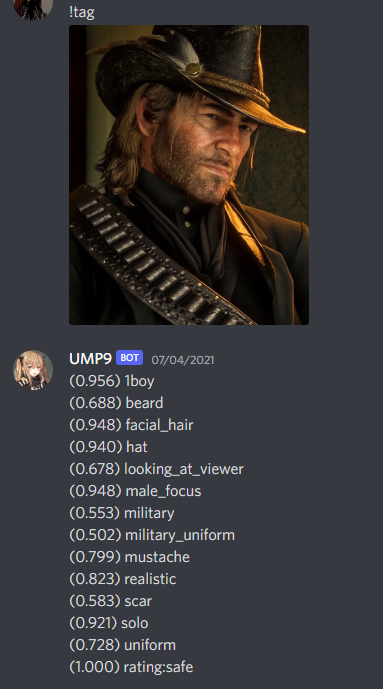 !tag
UMP9 BOT 07/04/2021
(0.956) 1boy
(0.688) beard
(0.948) facial_hair
(0.940) hat
(0.678) looking_at_viewer
(0.948) male_focus
(0.553) military
(0.502) military_uniform
(0.799) mustache
(0.823) realistic
(0.583) scar
(0.921) solo
(0.728) uniform
(1.000) rating:safe